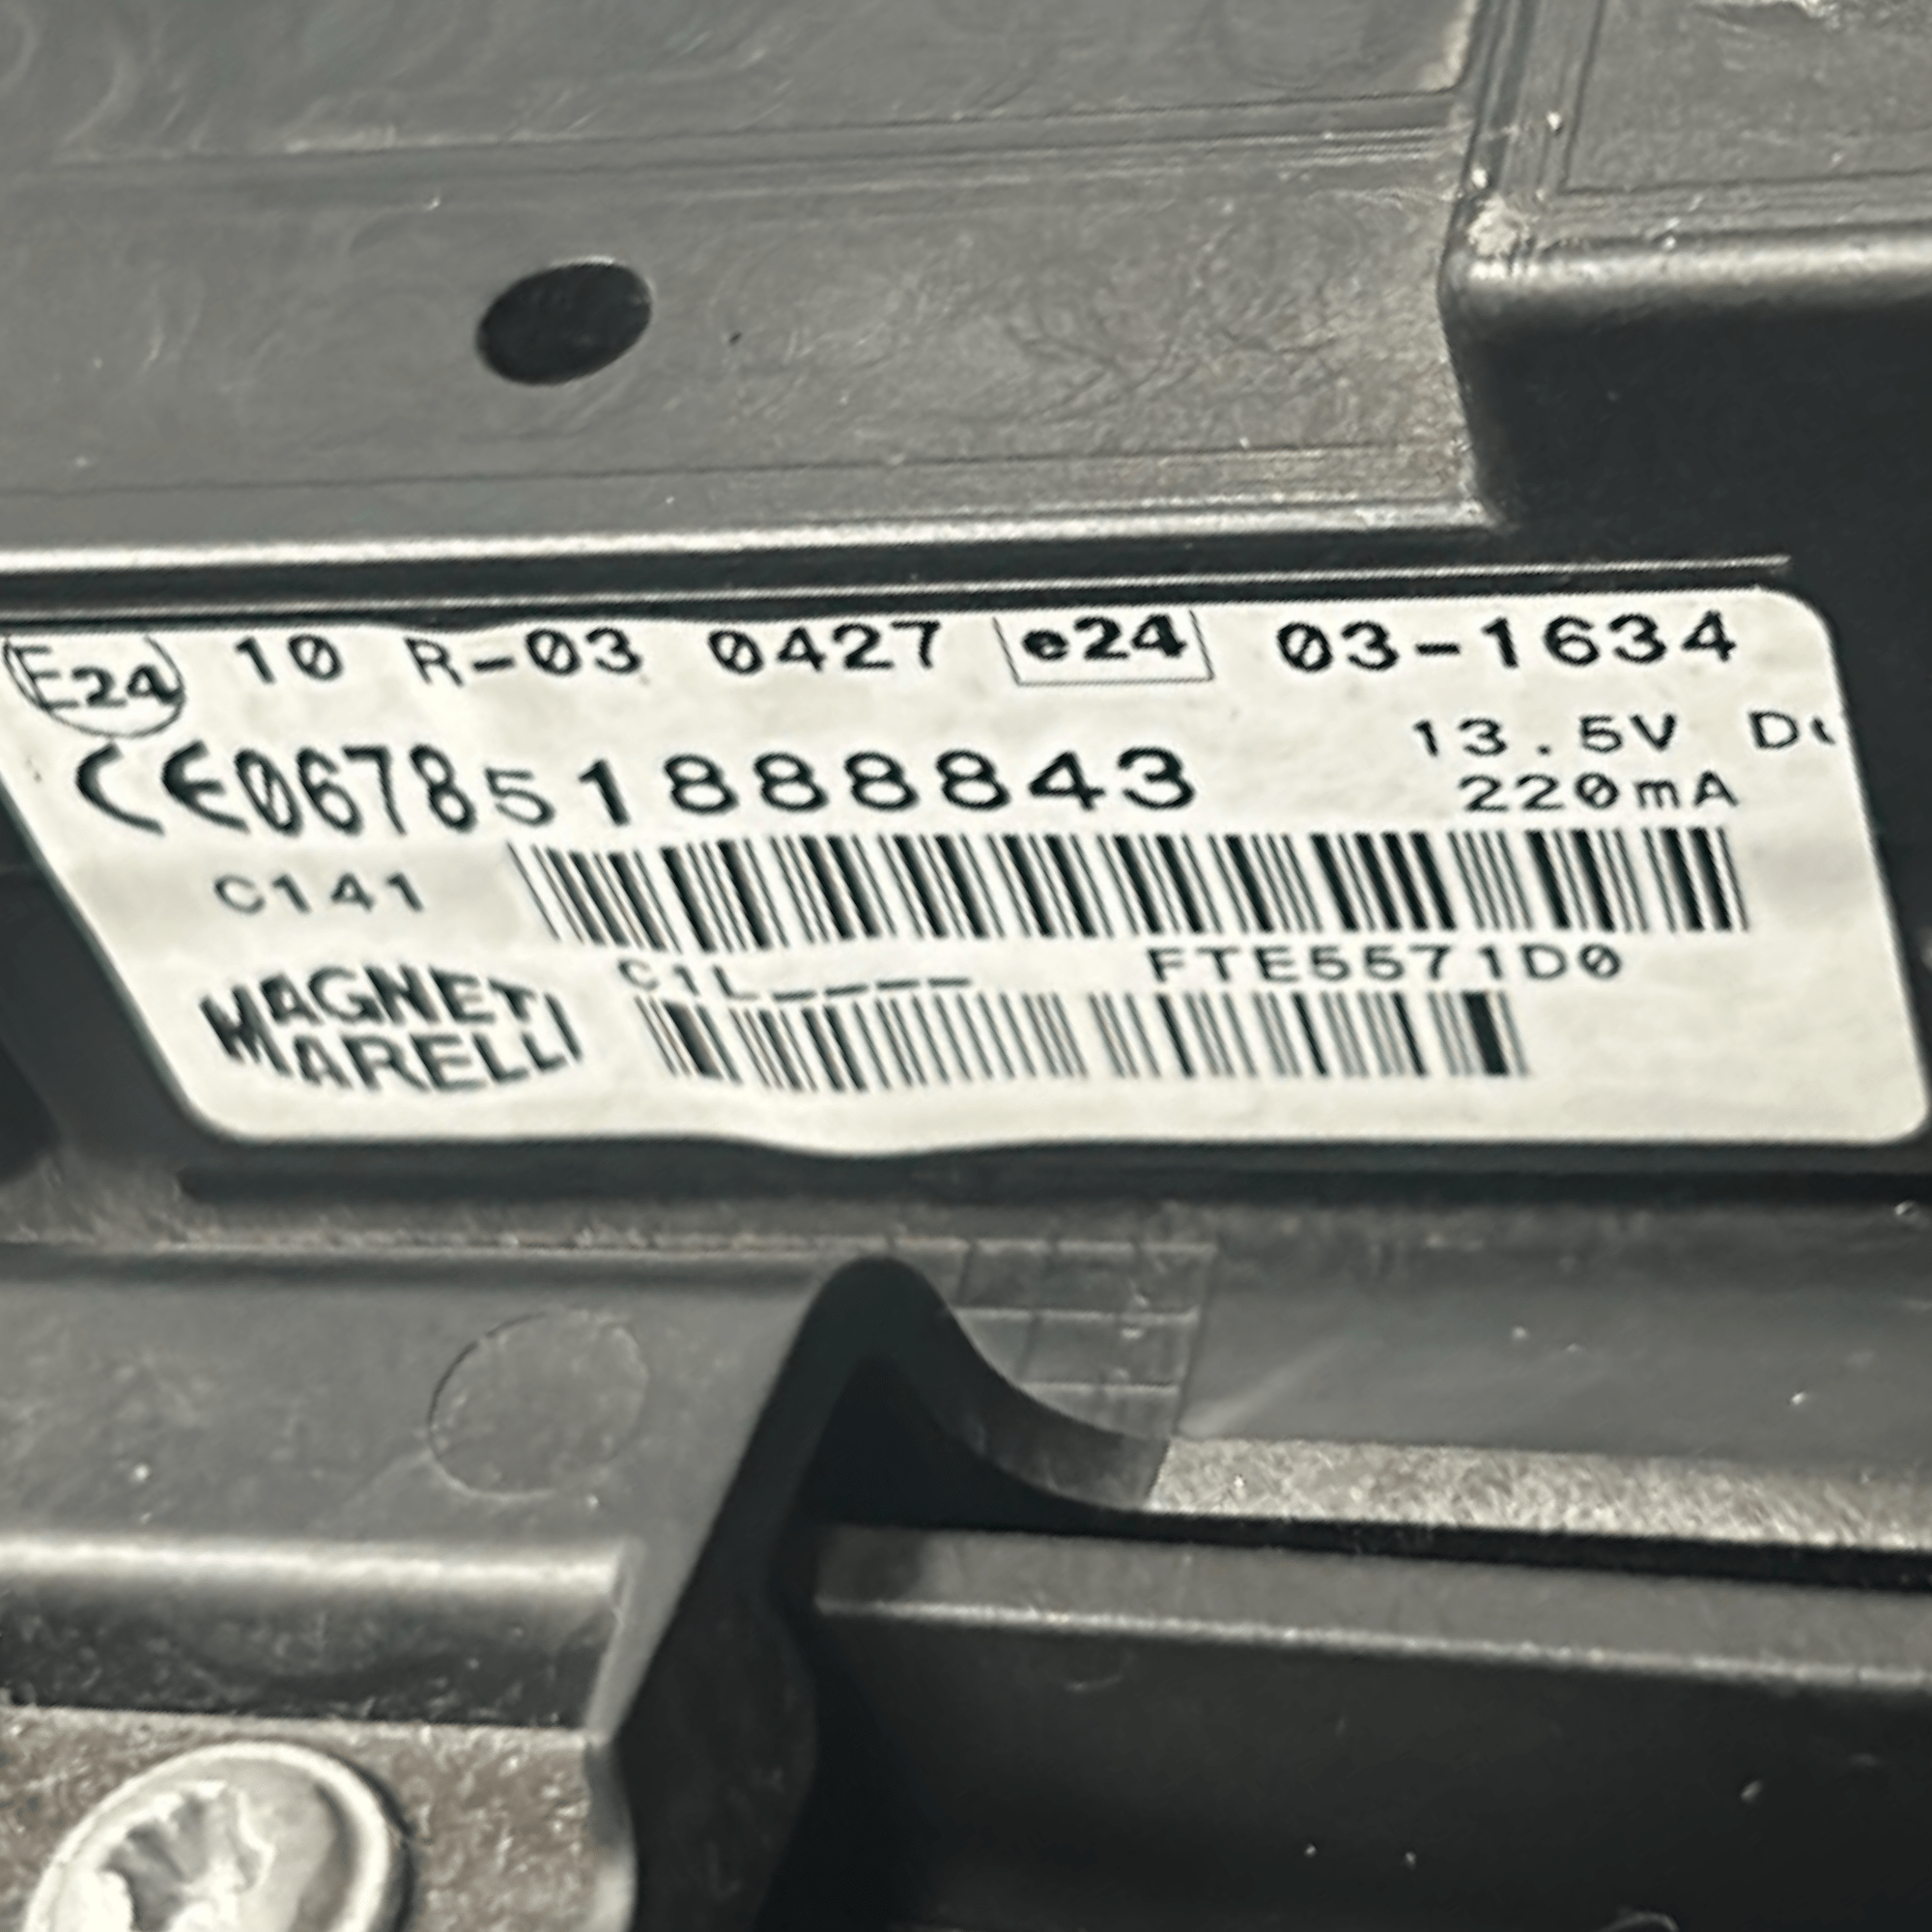 E24 10 R-03 0427 e24 03-1634
13.5V
CE0678 51888843 220mA
C141
C1L____ FTE5571D0
MAGNETI
MARELLI